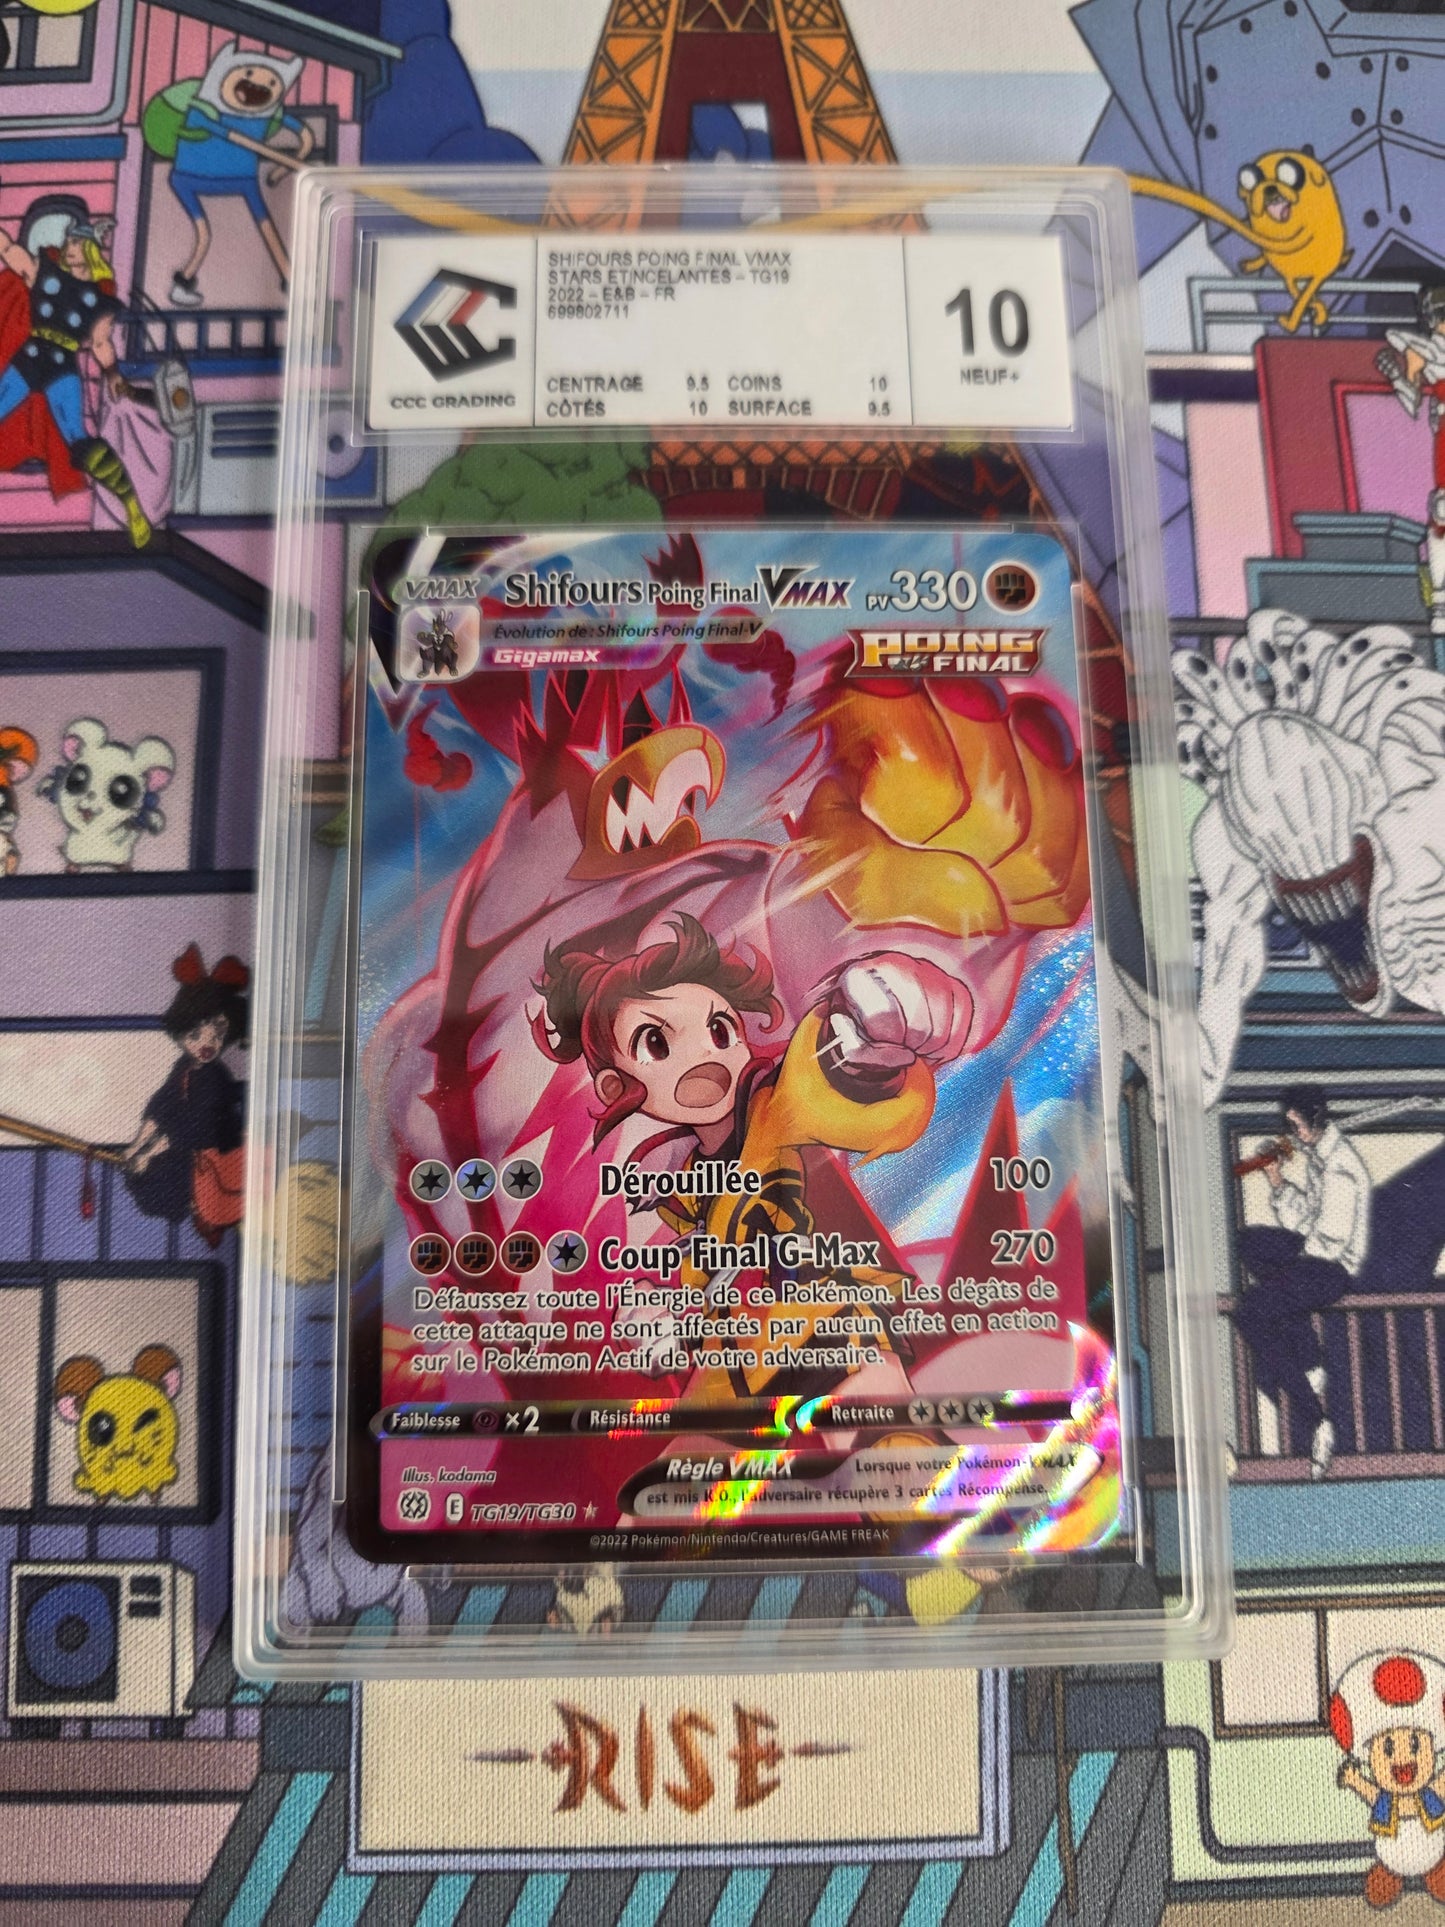 SHIFOURS POING FINAL VMAX
STARS ETINCELANTES - TG19
2022 - E&B - FR
699802711
CCC GRADING
CENTRAGE 9.5 COINS 10
CÔTÉS 10 SURFACE 9.5
10
NEUF+
VMAX Shifours Poing Final VMAX PV 330
Évolution de : Shifours Poing Final-V
Gigamax
POING
FINAL
Dérouillée 100
Coup Final G-Max 270
Défaussez toute l'Énergie de ce Pokémon. Les dégâts de
cette attaque ne sont affectés par aucun effet en action
sur le Pokémon Actif de votre adversaire.
Faiblesse ×2 Résistance Retraite
Règle VMAX Lorsque votre Pokémon-VMAX
est mis K.O., l'adversaire récupère 3 cartes Récompense.
Illus. kodama
E TG19/TG30
©2022 Pokémon/Nintendo/Creatures/GAME FREAK
RISE